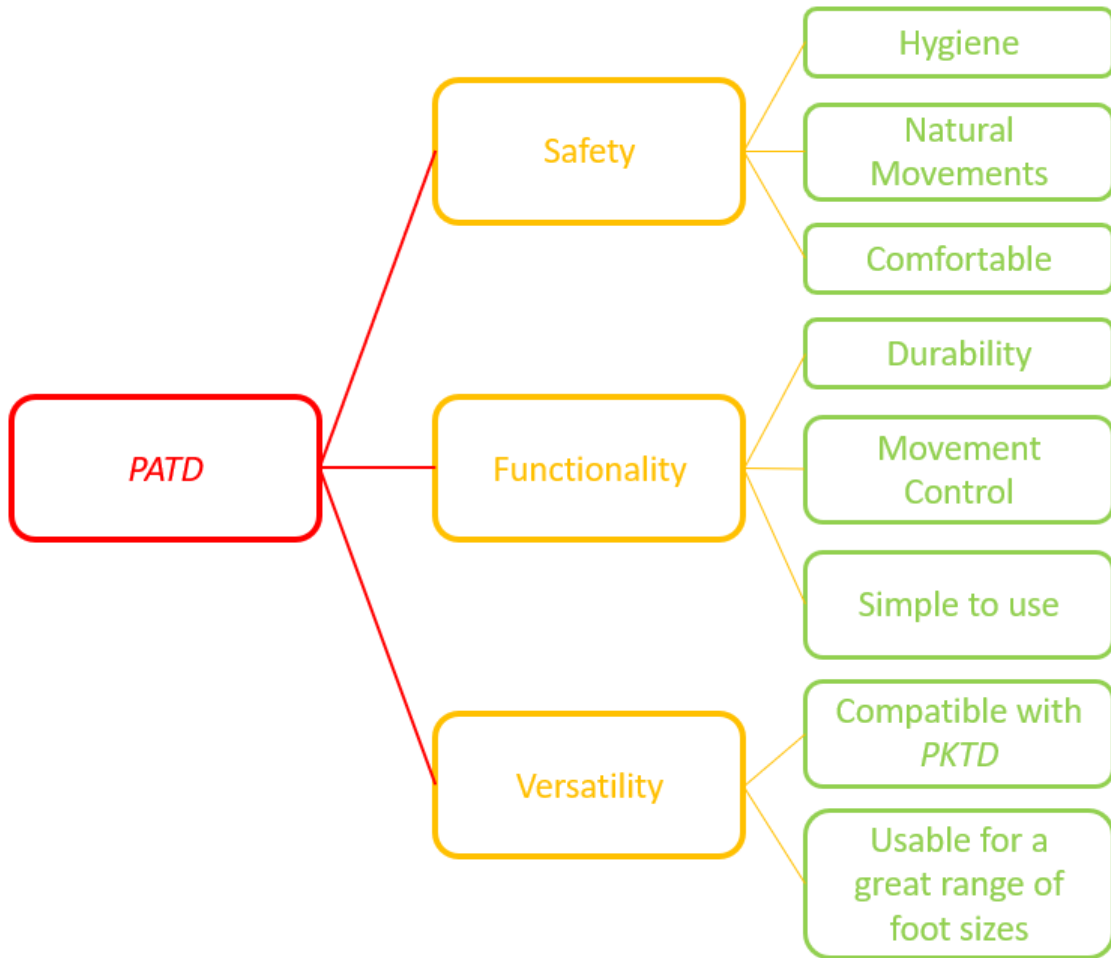 PATD
Safety
Hygiene
Natural
Movements
Comfortable
Functionality
Durability
Movement
Control
Simple to use
Versatility
Compatible with
PKTD
Usable for a
great range of
foot sizes